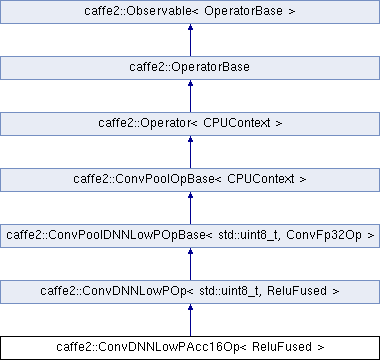 caffe2::Observable< OperatorBase >
caffe2::OperatorBase
caffe2::Operator< CPUContext >
caffe2::ConvPoolOpBase< CPUContext >
caffe2::ConvPoolDNNLowPOpBase< std::uint8_t, ConvFp32Op >
caffe2::ConvDNNLowPOp< std::uint8_t, ReluFused >
caffe2::ConvDNNLowPAcc16Op< ReluFused >